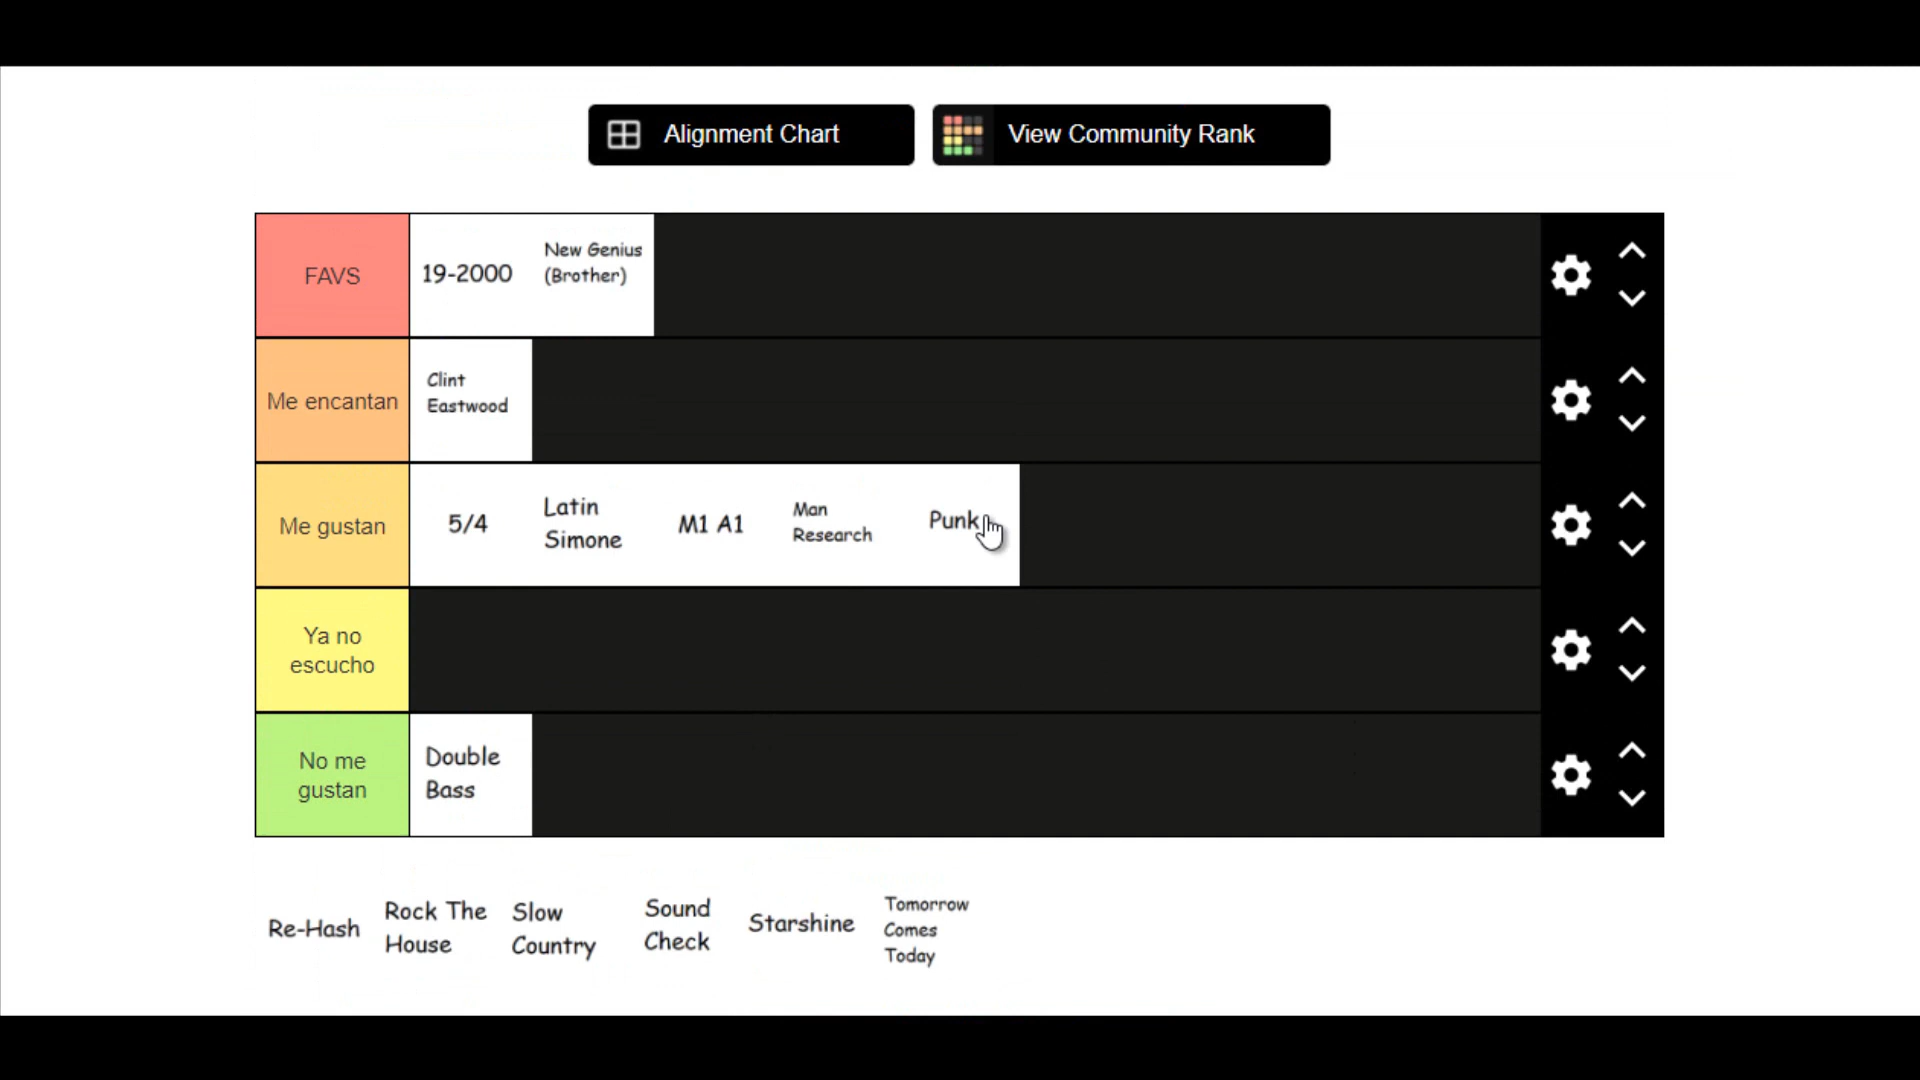 Alignment Chart
View Community Rank
FAVS
19-2000
New Genius
(Brother)
Me encantan
Clint
Eastwood
Me gustan
5/4
Latin
Simone
M1 A1
Man
Research
Punk
Ya no
escucho
No me
gustan
Double
Bass
Re-Hash
Rock The
House
Slow
Country
Sound
Check
Starshine
Tomorrow
Comes
Today